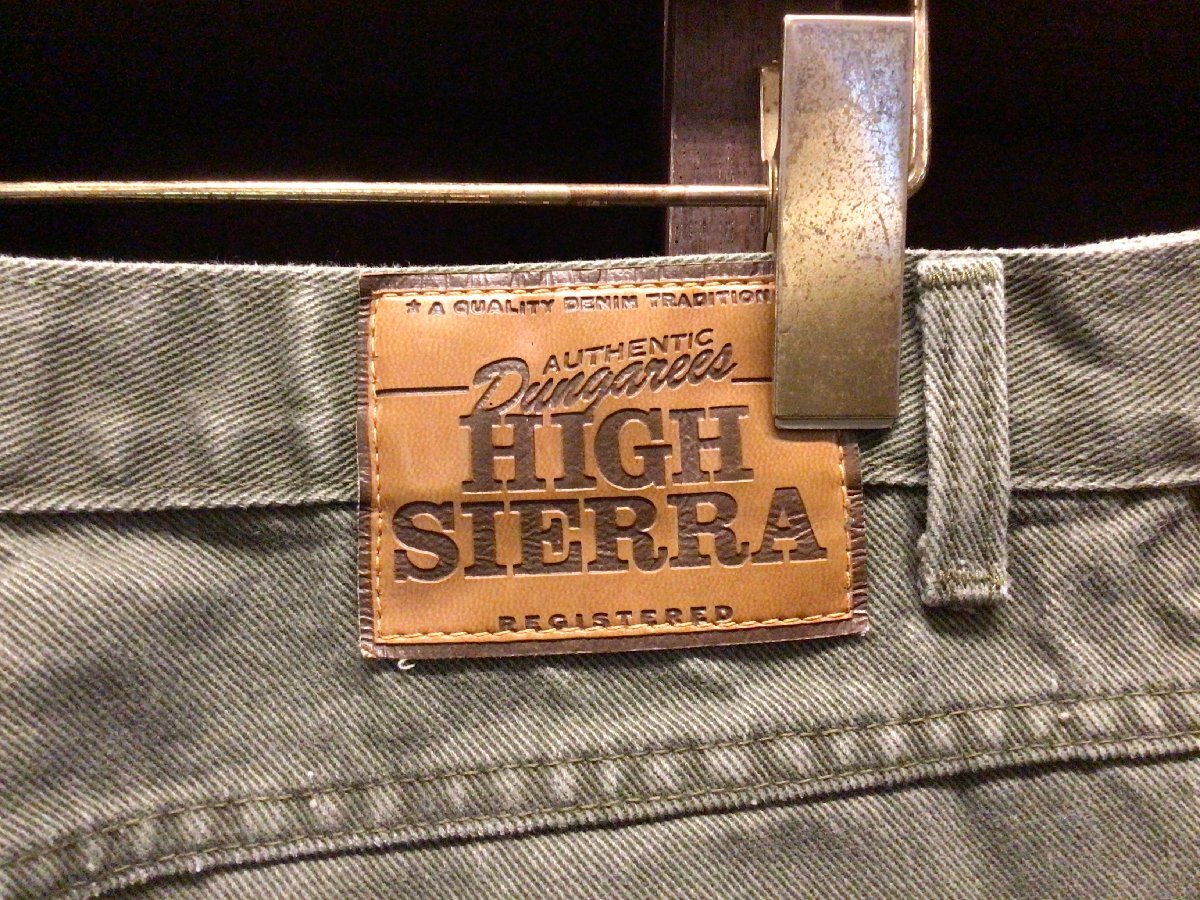 ★ A QUALITY DENIM TRADITION
AUTHENTIC
Dungarees
HIGH
SIERRA
REGISTERED